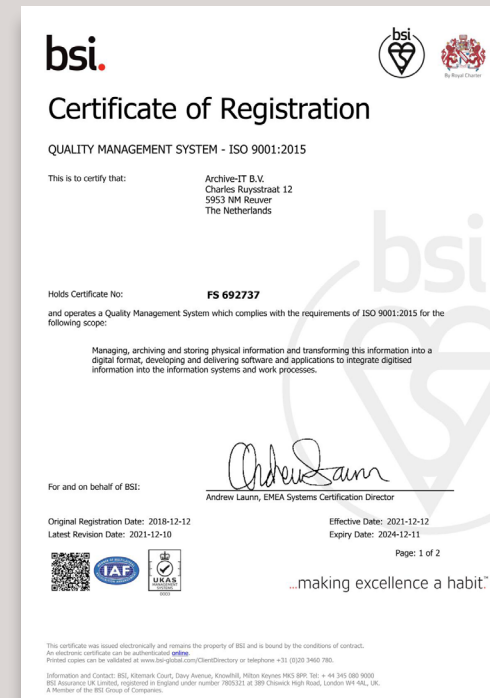 bsi.
bsi
By Royal Charter
Certificate of Registration
QUALITY MANAGEMENT SYSTEM - ISO 9001:2015
This is to certify that:
Archive-IT B.V.
Charles Ruysstraat 12
5953 NM Reuver
The Netherlands
bsi
Holds Certificate No:
FS 692737
and operates a Quality Management System which complies with the requirements of ISO 9001:2015 for the
following scope:
Managing, archiving and storing physical information and transforming this information into a
digital format, developing and delivering software and applications to integrate digitised
information into the information systems and work processes.
For and on behalf of BSI:
Andrew Launn, EMEA Systems Certification Director
Original Registration Date: 2018-12-12
Effective Date: 2021-12-12
Latest Revision Date: 2021-12-10
Expiry Date: 2024-12-11
Page: 1 of 2
IAF
UKAS
MANAGEMENT
SYSTEMS
0003
...making excellence a habit.™
This certificate was issued electronically and remains the property of BSI and is bound by the conditions of contract.
An electronic certificate can be authenticated online.
Printed copies can be validated at www.bsi-global.com/ClientDirectory or telephone +31 (0)20 3460 780.
Information and Contact: BSI, Kitemark Court, Davy Avenue, Knowlhill, Milton Keynes MK5 8PP. Tel: + 44 345 080 9000
BSI Assurance UK Limited, registered in England under number 7805321 at 389 Chiswick High Road, London W4 4AL, UK.
A Member of the BSI Group of Companies.